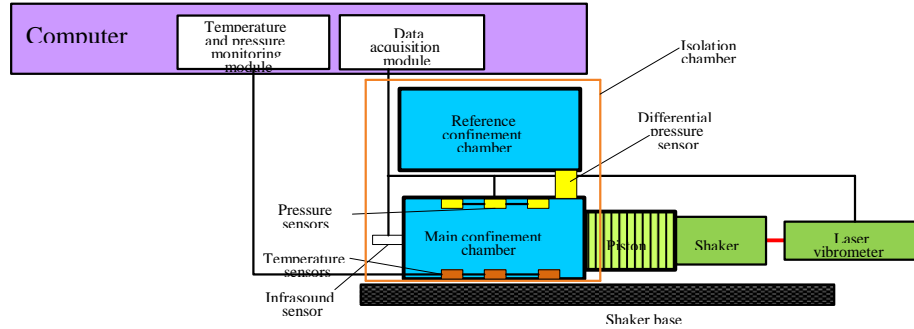 Computer
Temperature
and pressure
monitoring
module
Data
acquisition
module
Isolation
chamber
Reference
confinement
chamber
Differential
pressure
sensor
Pressure
sensors
Main confinement
chamber
Piston
Shaker
Laser
vibrometer
Temperature
sensors
Infrasound
sensor
Shaker base